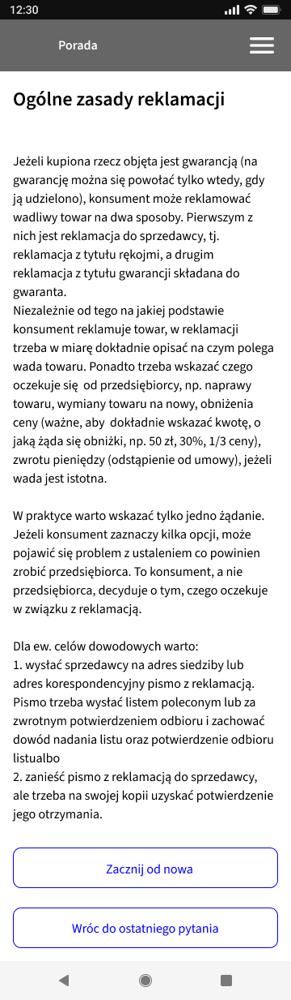 12:30
Porada
Ogólne zasady reklamacji
Jeżeli kupiona rzecz objęta jest gwarancją (na
gwarancję można się powołać tylko wtedy, gdy
ją udzielono), konsument może reklamować
wadliwy towar na dwa sposoby. Pierwszym z
nich jest reklamacja do sprzedawcy, tj.
reklamacja z tytułu rękojmi, a drugim
reklamacja z tytułu gwarancji składana do
gwaranta.
Niezależnie od tego na jakiej podstawie
konsument reklamuje towar, w reklamacji
trzeba w miarę dokładnie opisać na czym polega
wada towaru. Ponadto trzeba wskazać czego
oczekuje się  od przedsiębiorcy, np. naprawy
towaru, wymiany towaru na nowy, obniżenia
ceny (ważne, aby  dokładnie wskazać kwotę, o
jaką żąda się obniżki, np. 50 zł, 30%, 1/3 ceny),
zwrotu pieniędzy (odstąpienie od umowy), jeżeli
wada jest istotna.
W praktyce warto wskazać tylko jedno żądanie.
Jeżeli konsument zaznaczy kilka opcji, może
pojawić się problem z ustaleniem co powinien
zrobić przedsiębiorca. To konsument, a nie
przedsiębiorca, decyduje o tym, czego oczekuje
w związku z reklamacją.
Dla ew. celów dowodowych warto:
1. wysłać sprzedawcy na adres siedziby lub
adres korespondencyjny pismo z reklamacją.
Pismo trzeba wysłać listem poleconym lub za
zwrotnym potwierdzeniem odbioru i zachować
dowód nadania listu oraz potwierdzenie odbioru
listualbo
2. zanieść pismo z reklamacją do sprzedawcy,
ale trzeba na swojej kopii uzyskać potwierdzenie
jego otrzymania.
Zacznij od nowa
Wróc do ostatniego pytania